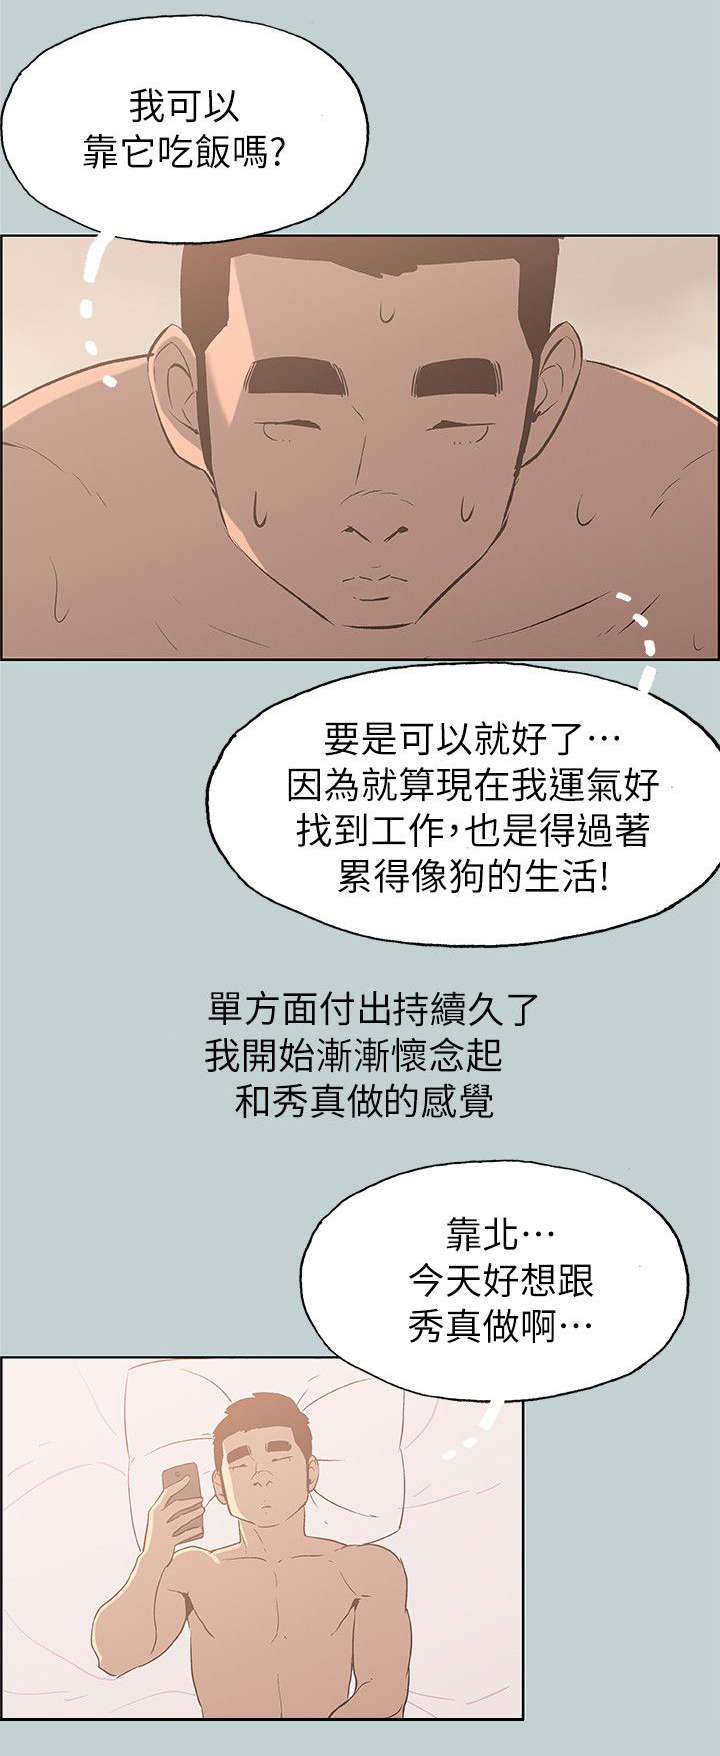 我可以
靠它吃飯嗎?
要是可以就好了⋯
因為就算現在我運氣好
找到工作，也是得過著
累得像狗的生活!
單方面付出持續久了
我開始漸漸懷念起
和秀真做的感覺
靠北⋯
今天好想跟
秀真做啊⋯